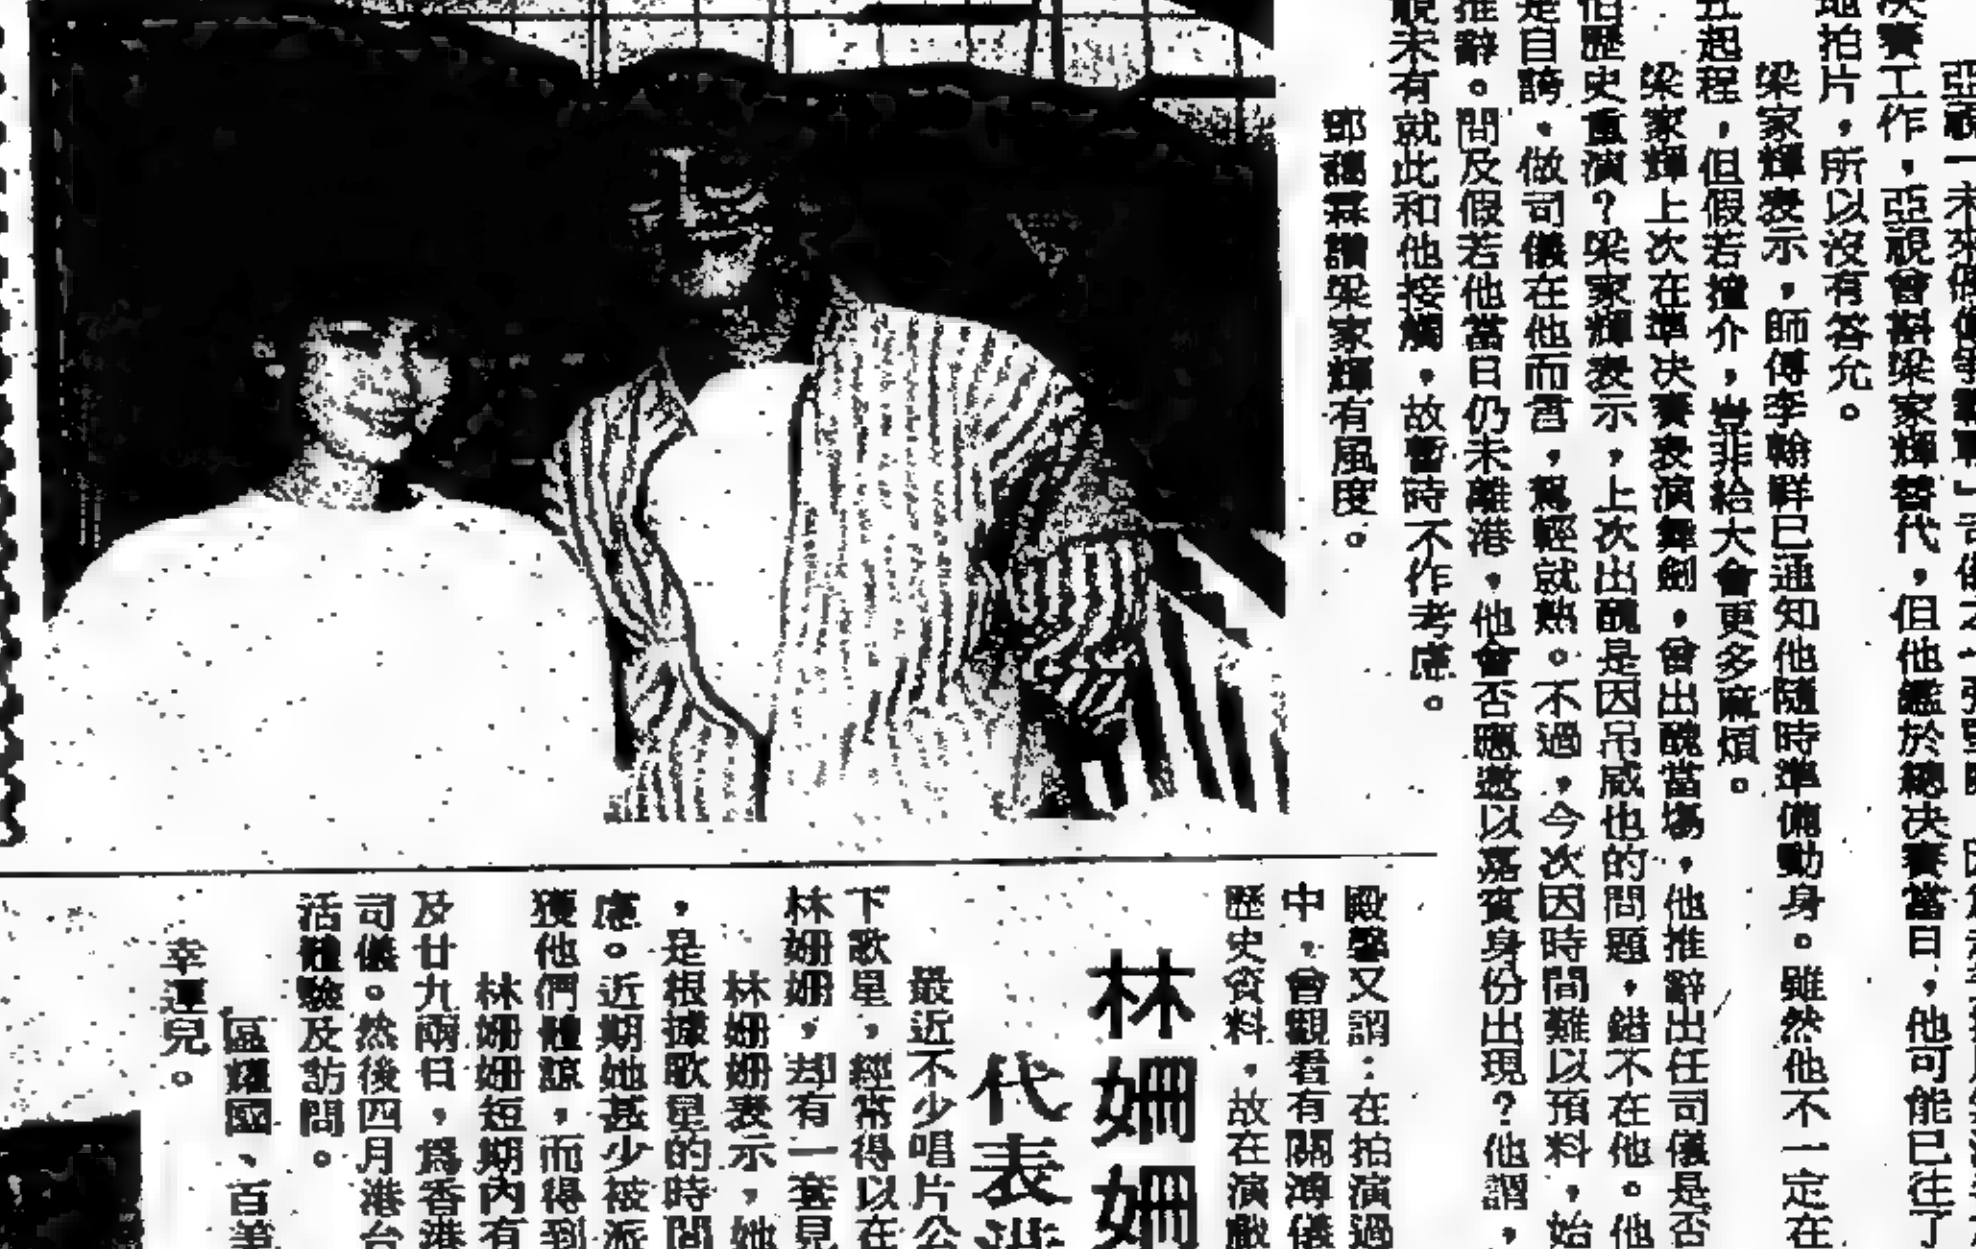 亞視
决賽工作，亞視曾斟梁家輝替代，但他鑑於總决賽當日，他可能已往了
地拍片，所以沒有答允。
梁家輝表示，師傅李翰祥已通知他隨時準備動身。雖然他不一定在
起程，但假若推介，豈非給大會更多麻煩。
梁家輝上次在準决賽表演舞劍，曾出醜當場，他推辭出任司儀是否
怕歷史重演？梁家輝表示，上次出醜是因吊威也的問題，錯不在他。他
是自誇，做司儀在他而言，駕輕就熟。不過，今次因時間難以預料，始
推辭。問及假若他當日仍未離港，他會否應邀以嘉賓身份出現？他謂，
視未有就此和他接觸，故暫時不作考慮。
梁家輝有風度。
殿馨又謂：在拍演過
中，曾觀看有關溥儀
歷史資料，故在演戲
林姍姍
代表
最近不少唱片公
下歌星，經常得以在
林姍姍，却有一套見
林姍姍表示，她
，是根據歌星的時間
慮。近期她甚少被派
獲他們體諒，而得到
林姍姍短期內有
及廿九兩日，為香港
司儀。然後四月港台
活體驗及訪問。
區耀國、百
幸運兒。